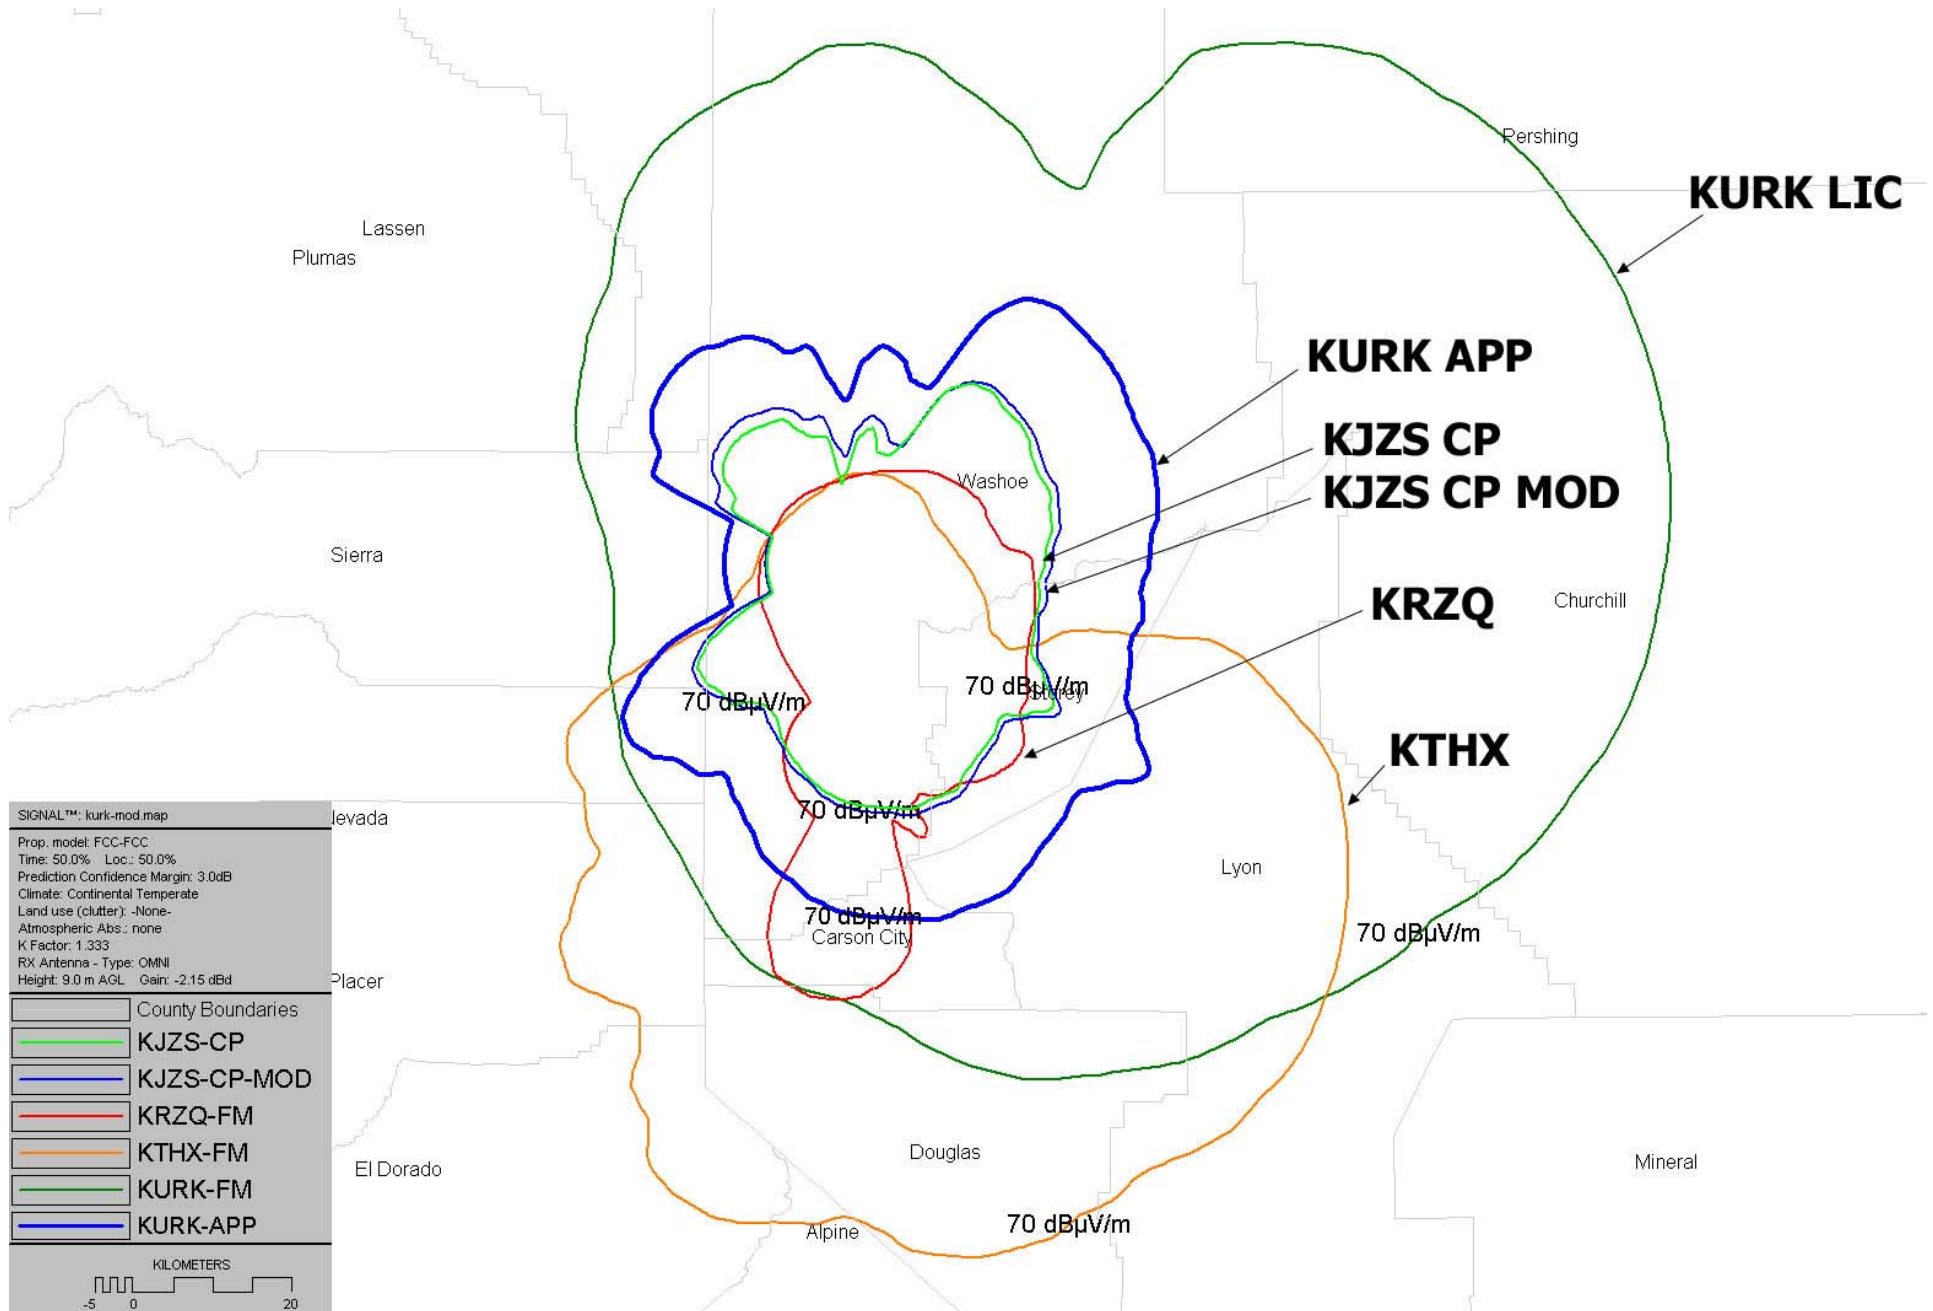 Pershing
KURK LIC
Lassen
Plumas
KURK APP
KJZS CP
Washoe
KJZS CP MOD
Sierra
KRZQ
Churchill
70 dBµV/m
70 dBµV/m
Storey
KTHX
70 dBµV/m
Lyon
70 dBµV/m
Carson City
70 dBµV/m
Douglas
El Dorado
Mineral
70 dBµV/m
Alpine
levada
Placer
SIGNAL™: kurk-mod.map
Prop. model: FCC-FCC
Time: 50.0% Loc.: 50.0%
Prediction Confidence Margin: 3.0dB
Climate: Continental Temperate
Land use (clutter): -None-
Atmospheric Abs.: none
K Factor: 1.333
RX Antenna - Type: OMNI
Height: 9.0 m AGL Gain: -2.15 dBd
County Boundaries
KJZS-CP
KJZS-CP-MOD
KRZQ-FM
KTHX-FM
KURK-FM
KURK-APP
KILOMETERS
-5 0 20